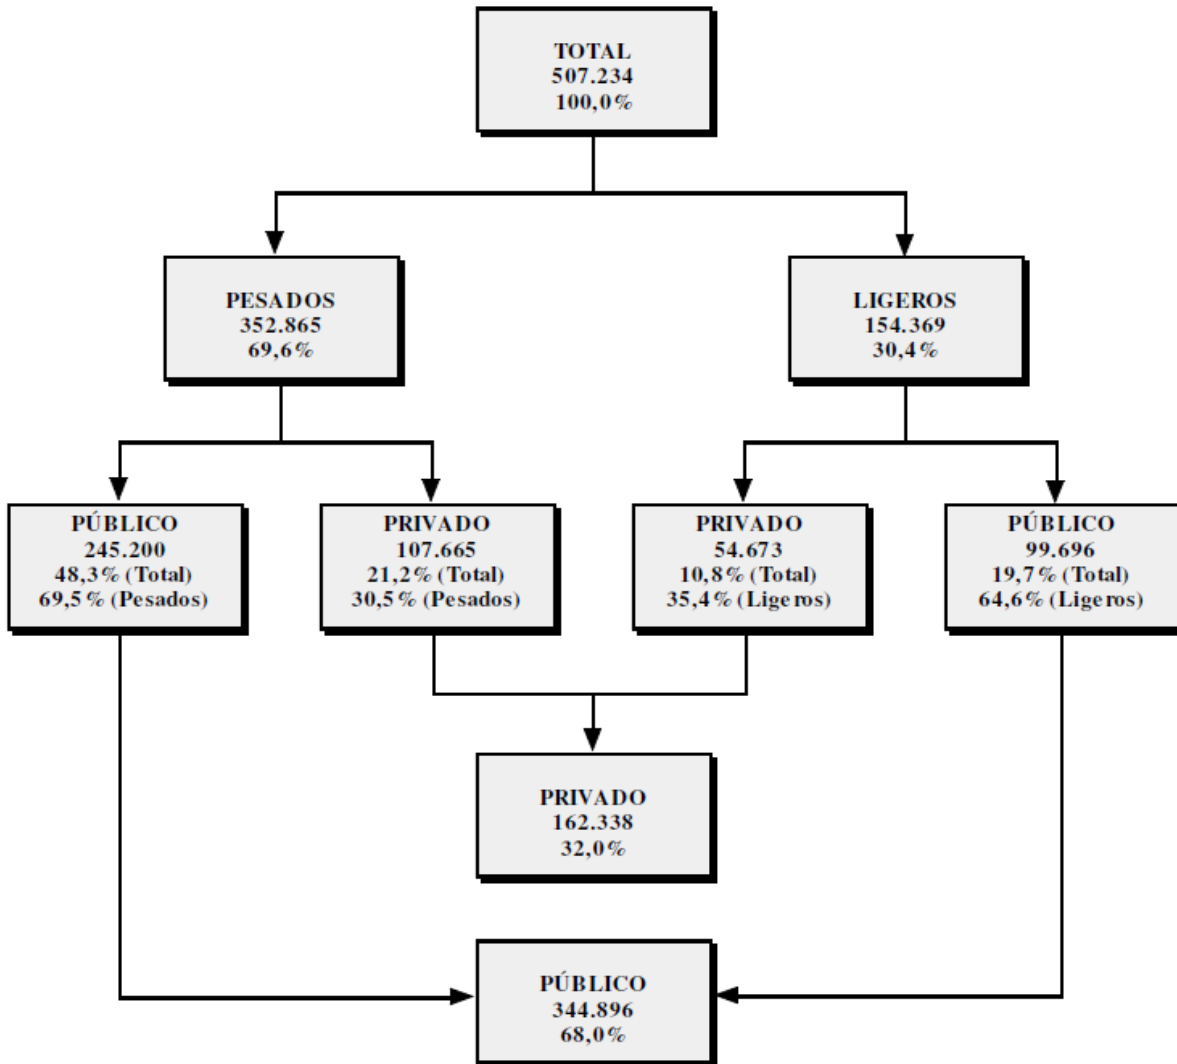 TOTAL
507.234
100,0%
PESADOS
352.865
69,6%
LIGEROS
154.369
30,4%
PÚBLICO
245.200
48,3% (Total)
69,5% (Pesados)
PRIVADO
107.665
21,2% (Total)
30,5% (Pesados)
PRIVADO
54.673
10,8% (Total)
35,4% (Ligeros)
PÚBLICO
99.696
19,7% (Total)
64,6% (Ligeros)
PRIVADO
162.338
32,0%
PÚBLICO
344.896
68,0%